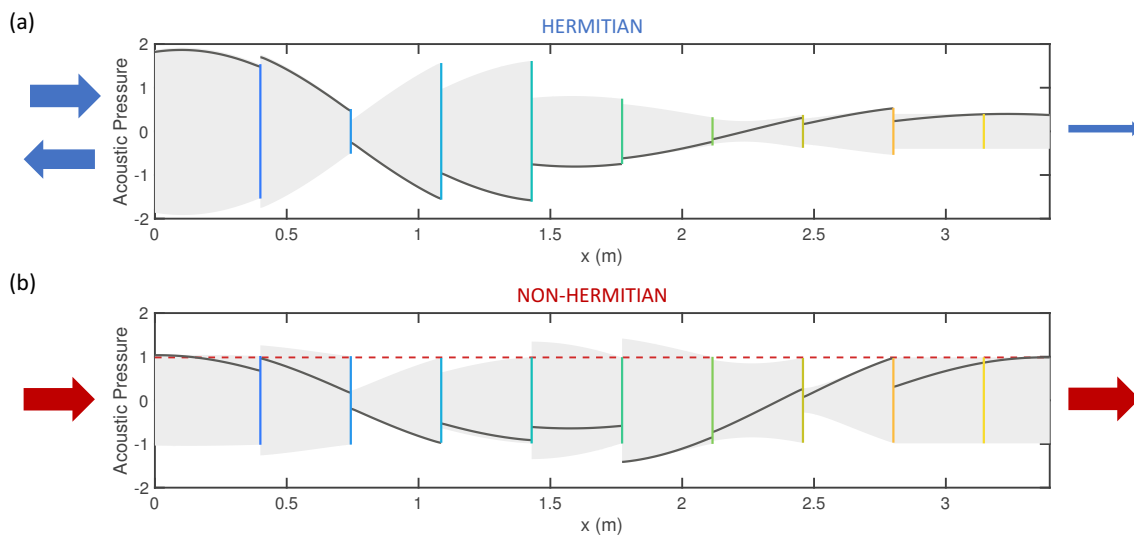 (a)
HERMITIAN
Acoustic Pressure
2
1
0
-1
-2
0 0.5 1 1.5 2 2.5 3
x (m)
(b)
NON-HERMITIAN
Acoustic Pressure
2
1
0
-1
-2
0 0.5 1 1.5 2 2.5 3
x (m)